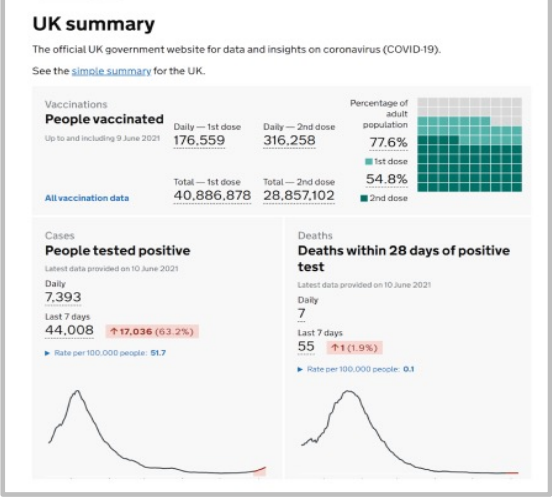 UK summary
The official UK government website for data and insights on coronavirus (COVID-19).
See the simple summary for the UK.
Vaccinations
People vaccinated
Up to and including 9 June 2021
Daily — 1st dose
176,559
Daily — 2nd dose
316,258
Total — 1st dose
40,886,878
Total — 2nd dose
28,857,102
All vaccination data
Percentage of
adult
population
77.6%
1st dose
54.8%
2nd dose
Cases
People tested positive
Latest data provided on 10 June 2021
Daily
7,393
Last 7 days
44,008 ↑17,036 (63.2%)
▶ Rate per 100,000 people: 51.7
Deaths
Deaths within 28 days of positive
test
Latest data provided on 10 June 2021
Daily
7
Last 7 days
55 ↑1 (1.9%)
▶ Rate per 100,000 people: 0.1